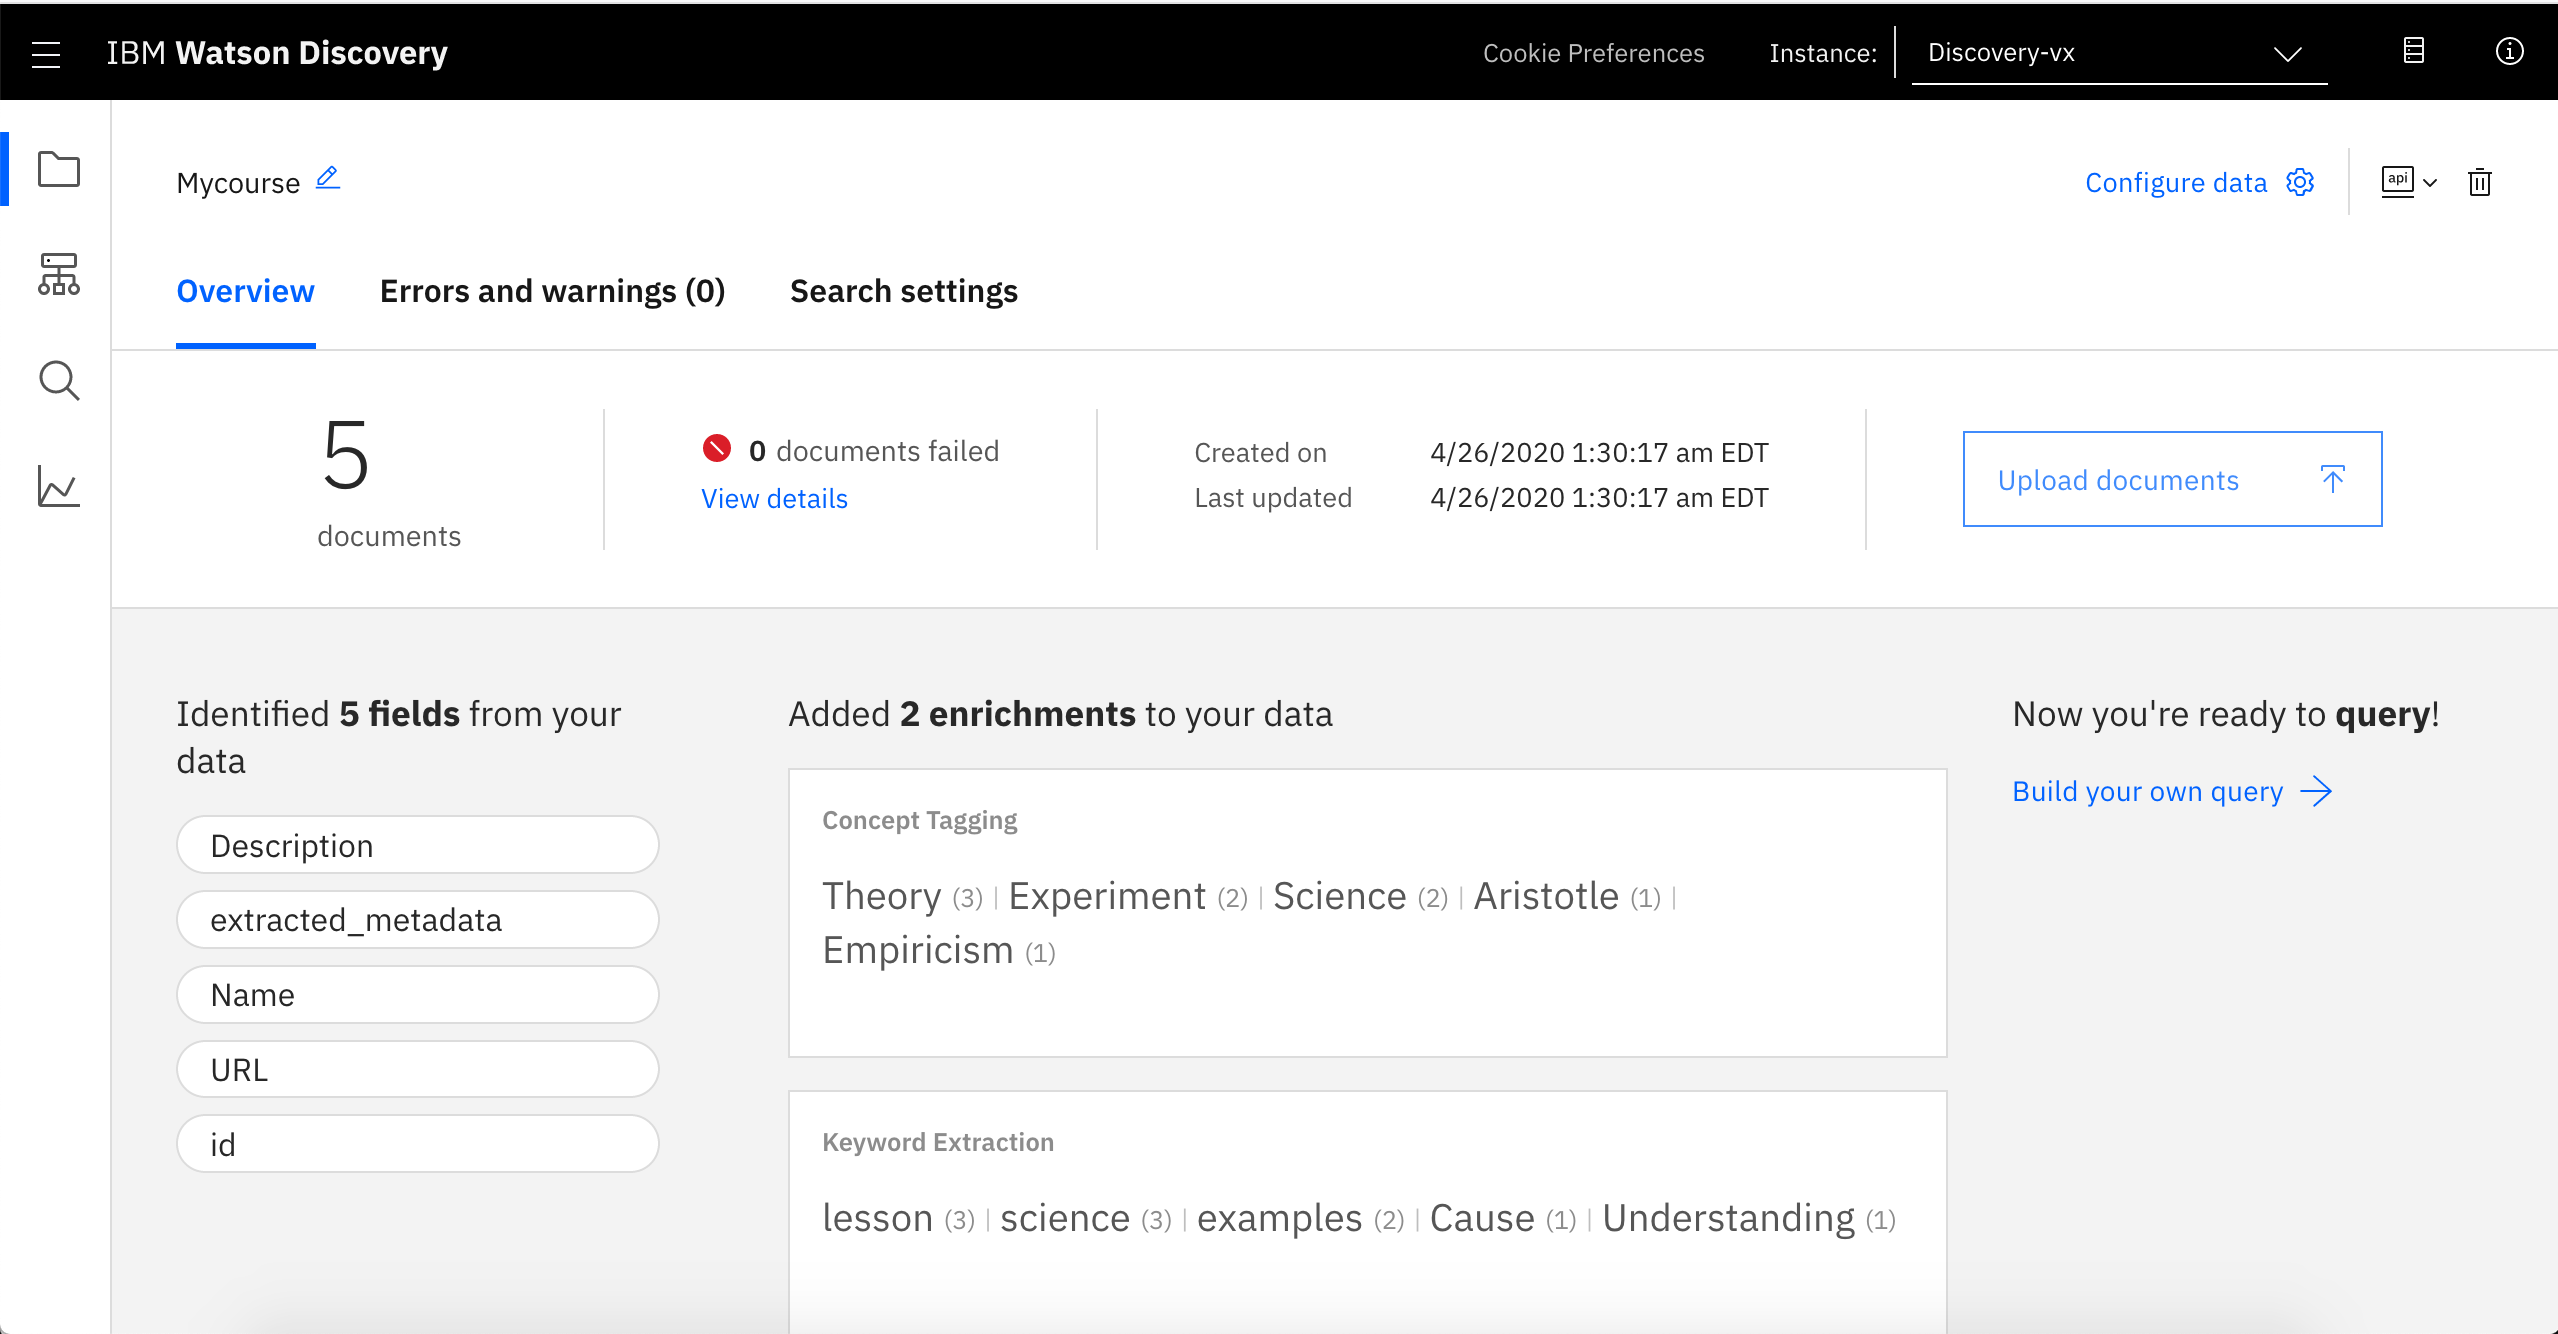 IBM Watson Discovery
Cookie Preferences
Instance:
Discovery-vx
Mycourse
Configure data
api
Overview
Errors and warnings (0)
Search settings
5
documents
0 documents failed
View details
Created on 4/26/2020 1:30:17 am EDT
Last updated 4/26/2020 1:30:17 am EDT
Upload documents
Identified 5 fields from your
data
Description
extracted_metadata
Name
URL
id
Added 2 enrichments to your data
Concept Tagging
Theory (3) | Experiment (2) | Science (2) | Aristotle (1) |
Empiricism (1)
Keyword Extraction
lesson (3) | science (3) | examples (2) | Cause (1) | Understanding (1)
Now you're ready to query!
Build your own query